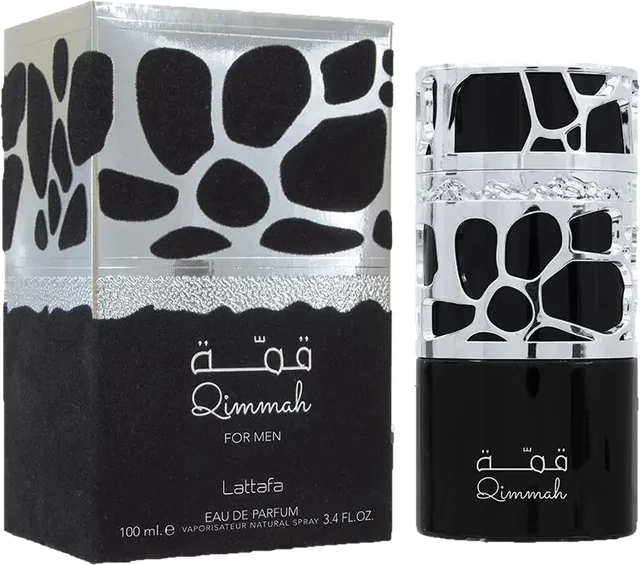 قمّة
Qimmah
FOR MEN
Lattafa
EAU DE PARFUM
100 ml. e VAPORISATEUR NATURAL SPRAY 3.4 FL.OZ.
قمّة
Qimmah